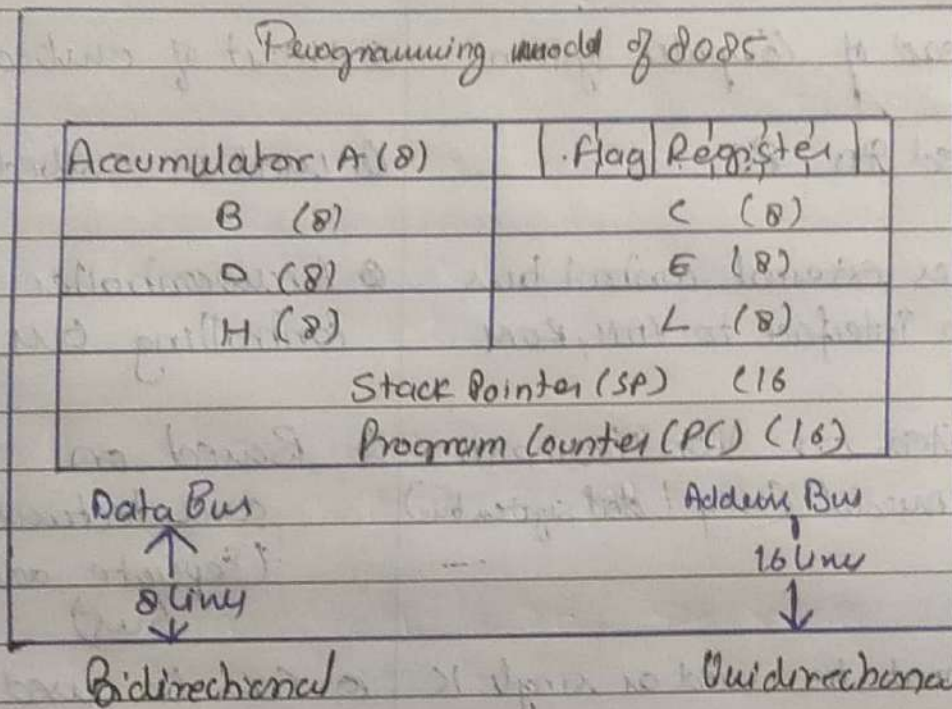 Programming model of 8085
Accumulator A (8) Flag Register
B (8) C (8)
D (8) E (8)
H (8) L (8)
Stack Pointer (SP) (16
Program Counter (PC) (16)
Data Bus Address Bus
8 lines 16 lines
Bidirectional Unidirectional